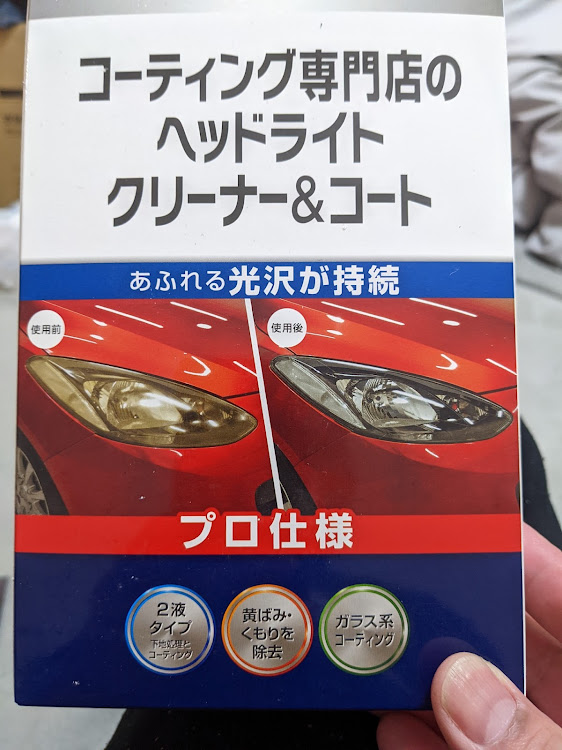 コーティング専門店の
ヘッドライト
クリーナー&コート
あふれる光沢が持続
使用前
使用後
プロ仕様
2液
タイプ
下地処理と
コーティング
黄ばみ・
くもりを
除去
ガラス系
コーティング